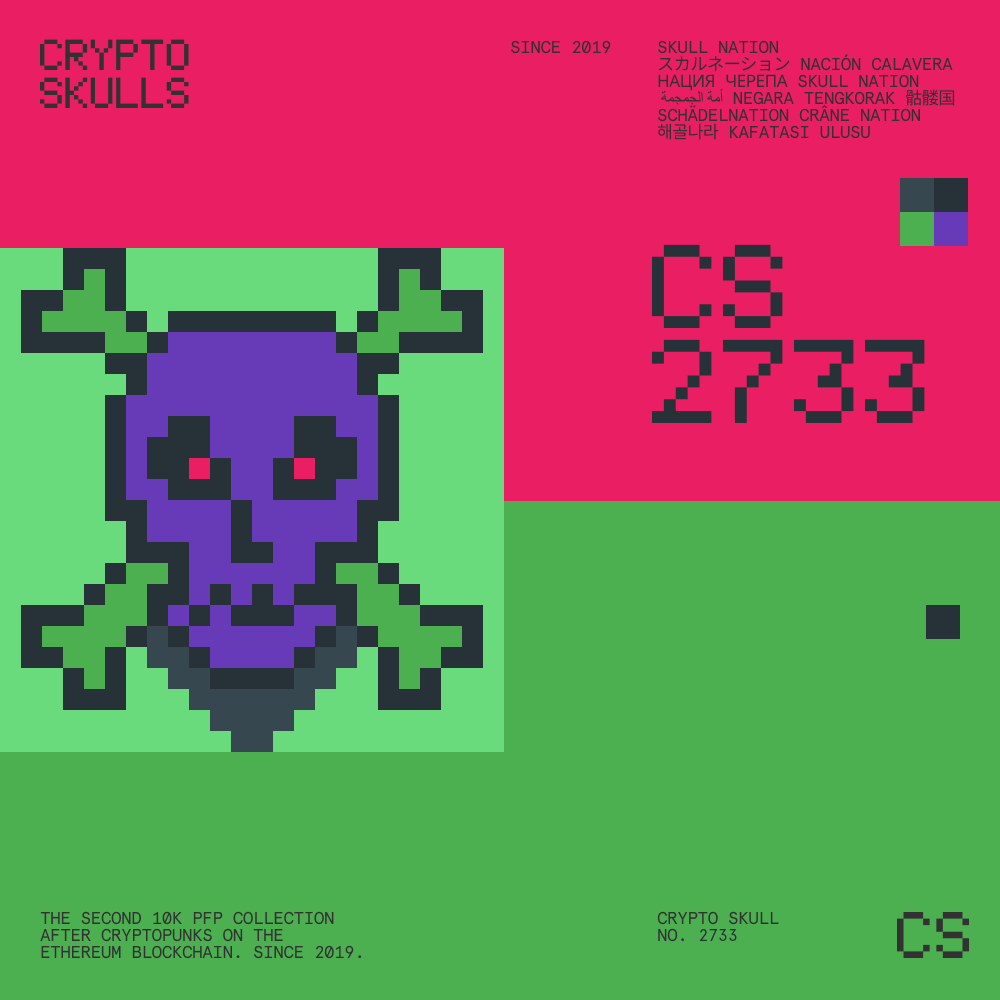 CRYPTO
SKULLS
SINCE 2019
SKULL NATION
スカルネーション NACIÓN CALAVERA
НАЦИЯ ЧЕРЕПА SKULL NATION
أمة الجمجمة NEGARA TENGKORAK 骷髅国
SCHÄDELNATION CRÂNE NATION
해골나라 KAFATASI ULUSU
CS
2733
THE SECOND 10K PFP COLLECTION
AFTER CRYPTOPUNKS ON THE
ETHEREUM BLOCKCHAIN. SINCE 2019.
CRYPTO SKULL
NO. 2733
CS